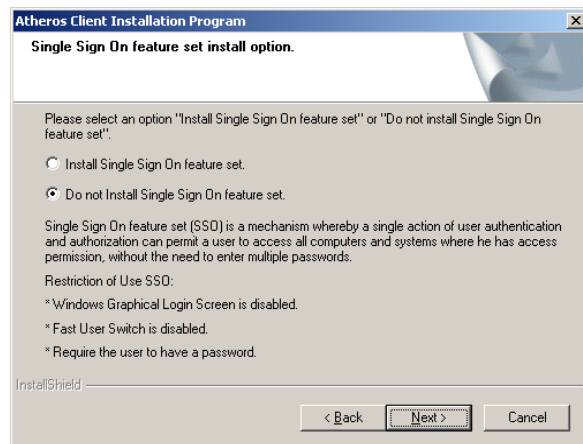 Atheros Client Installation Program
Single Sign On feature set install option.
Please select an option "Install Single Sign On feature set" or "Do not install Single Sign On
feature set".
Install Single Sign On feature set.
Do not Install Single Sign On feature set.
Single Sign On feature set (SSO) is a mechanism whereby a single action of user authentication
and authorization can permit a user to access all computers and systems where he has access
permission, without the need to enter multiple passwords.
Restriction of Use SSO:
* Windows Graphical Login Screen is disabled.
* Fast User Switch is disabled.
* Require the user to have a password.
InstallShield
< Back Next > Cancel